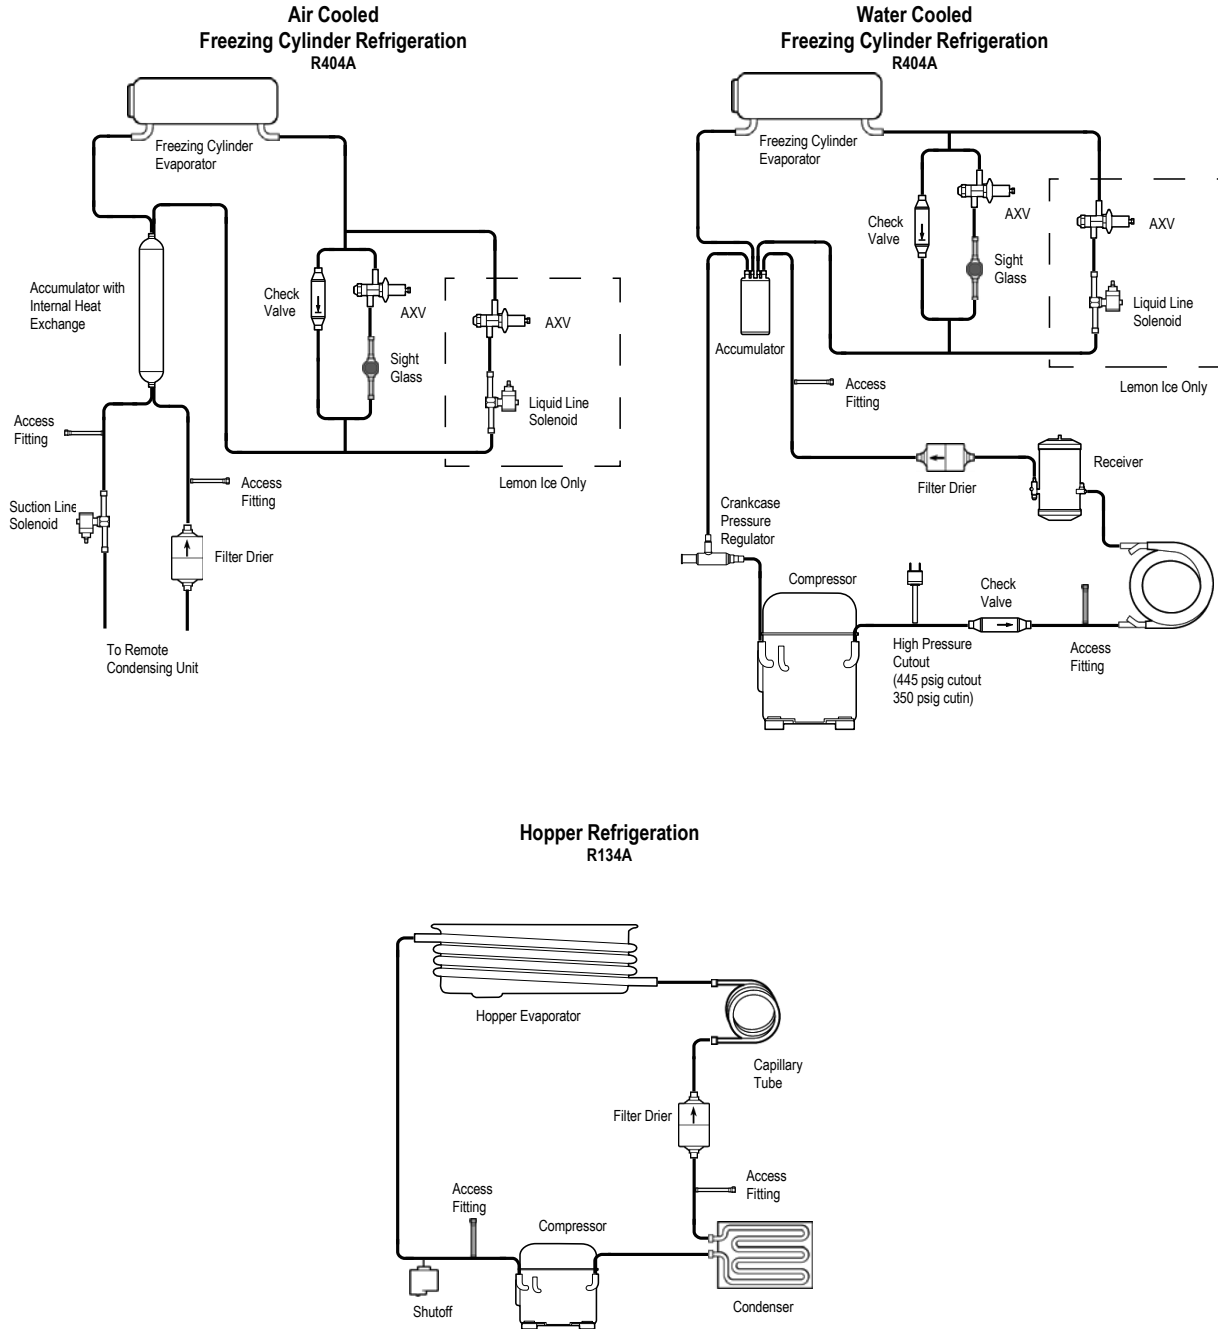 Air Cooled
Freezing Cylinder Refrigeration
R404A
Freezing Cylinder
Evaporator
Accumulator with
Internal Heat
Exchange
Check
Valve
AXV
Sight
Glass
AXV
Liquid Line
Solenoid
Lemon Ice Only
Access
Fitting
Access
Fitting
Suction Line
Solenoid
Filter Drier
To Remote
Condensing Unit
Water Cooled
Freezing Cylinder Refrigeration
R404A
Freezing Cylinder
Evaporator
Check
Valve
AXV
Sight
Glass
AXV
Liquid Line
Solenoid
Lemon Ice Only
Accumulator
Access
Fitting
Filter Drier
Receiver
Crankcase
Pressure
Regulator
Compressor
Check
Valve
High Pressure
Cutout
(445 psig cutout
350 psig cutin)
Access
Fitting
Hopper Refrigeration
R134A
Hopper Evaporator
Capillary
Tube
Filter Drier
Access
Fitting
Access
Fitting
Compressor
Shutoff
Condenser